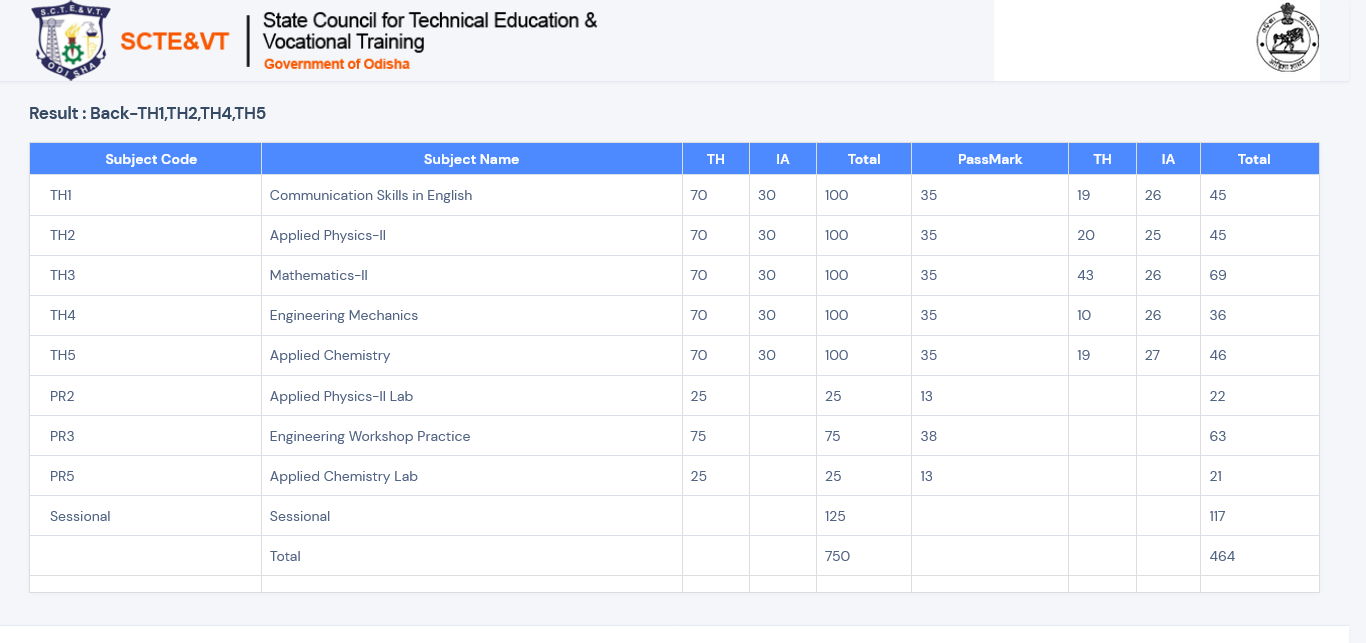 S.C.T.E.&V.T.
ODISHA
SCTE&VT
State Council for Technical Education &
Vocational Training
Government of Odisha
Result : Back-TH1,TH2,TH4,TH5
Subject Code Subject Name TH IA Total PassMark TH IA Total
TH1 Communication Skills in English 70 30 100 35 19 26 45
TH2 Applied Physics-II 70 30 100 35 20 25 45
TH3 Mathematics-II 70 30 100 35 43 26 69
TH4 Engineering Mechanics 70 30 100 35 10 26 36
TH5 Applied Chemistry 70 30 100 35 19 27 46
PR2 Applied Physics-II Lab 25 25 13 22
PR3 Engineering Workshop Practice 75 75 38 63
PR5 Applied Chemistry Lab 25 25 13 21
Sessional Sessional 125 117
Total 750 464